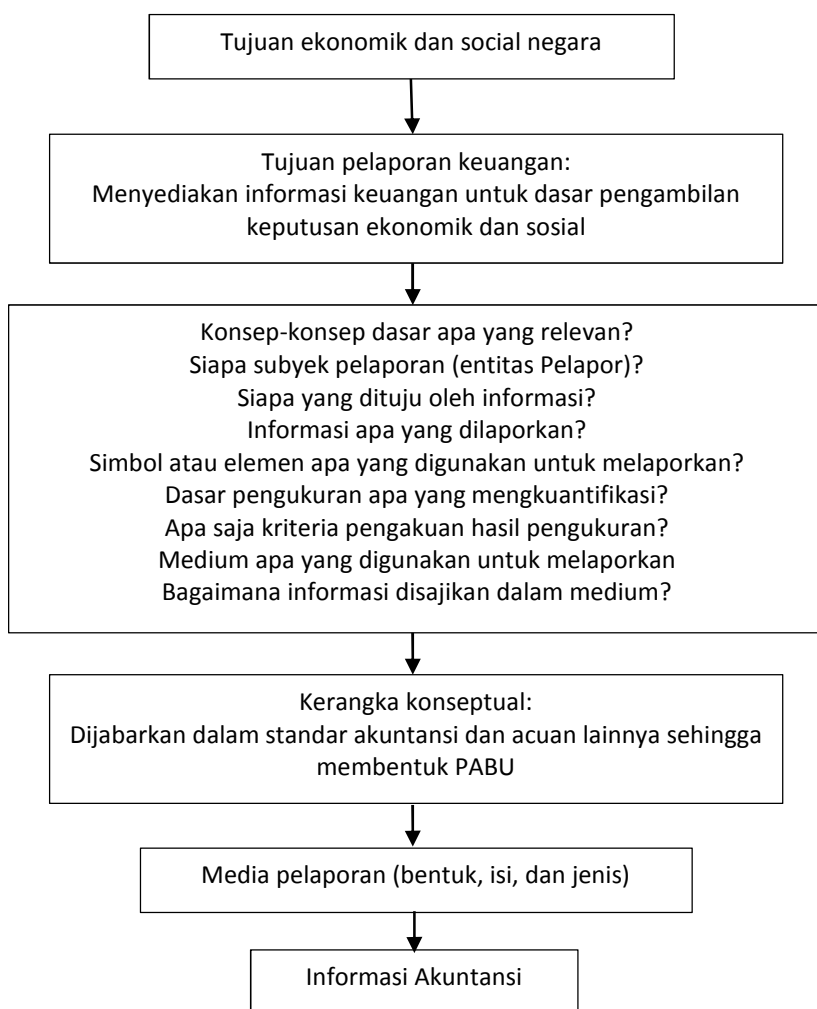 Tujuan ekonomik dan social negara
Tujuan pelaporan keuangan:
Menyediakan informasi keuangan untuk dasar pengambilan
keputusan ekonomik dan sosial
Konsep-konsep dasar apa yang relevan?
Siapa subyek pelaporan (entitas Pelapor)?
Siapa yang dituju oleh informasi?
Informasi apa yang dilaporkan?
Simbol atau elemen apa yang digunakan untuk melaporkan?
Dasar pengukuran apa yang mengkuantifikasi?
Apa saja kriteria pengakuan hasil pengukuran?
Medium apa yang digunakan untuk melaporkan
Bagaimana informasi disajikan dalam medium?
Kerangka konseptual:
Dijabarkan dalam standar akuntansi dan acuan lainnya sehingga
membentuk PABU
Media pelaporan (bentuk, isi, dan jenis)
Informasi Akuntansi